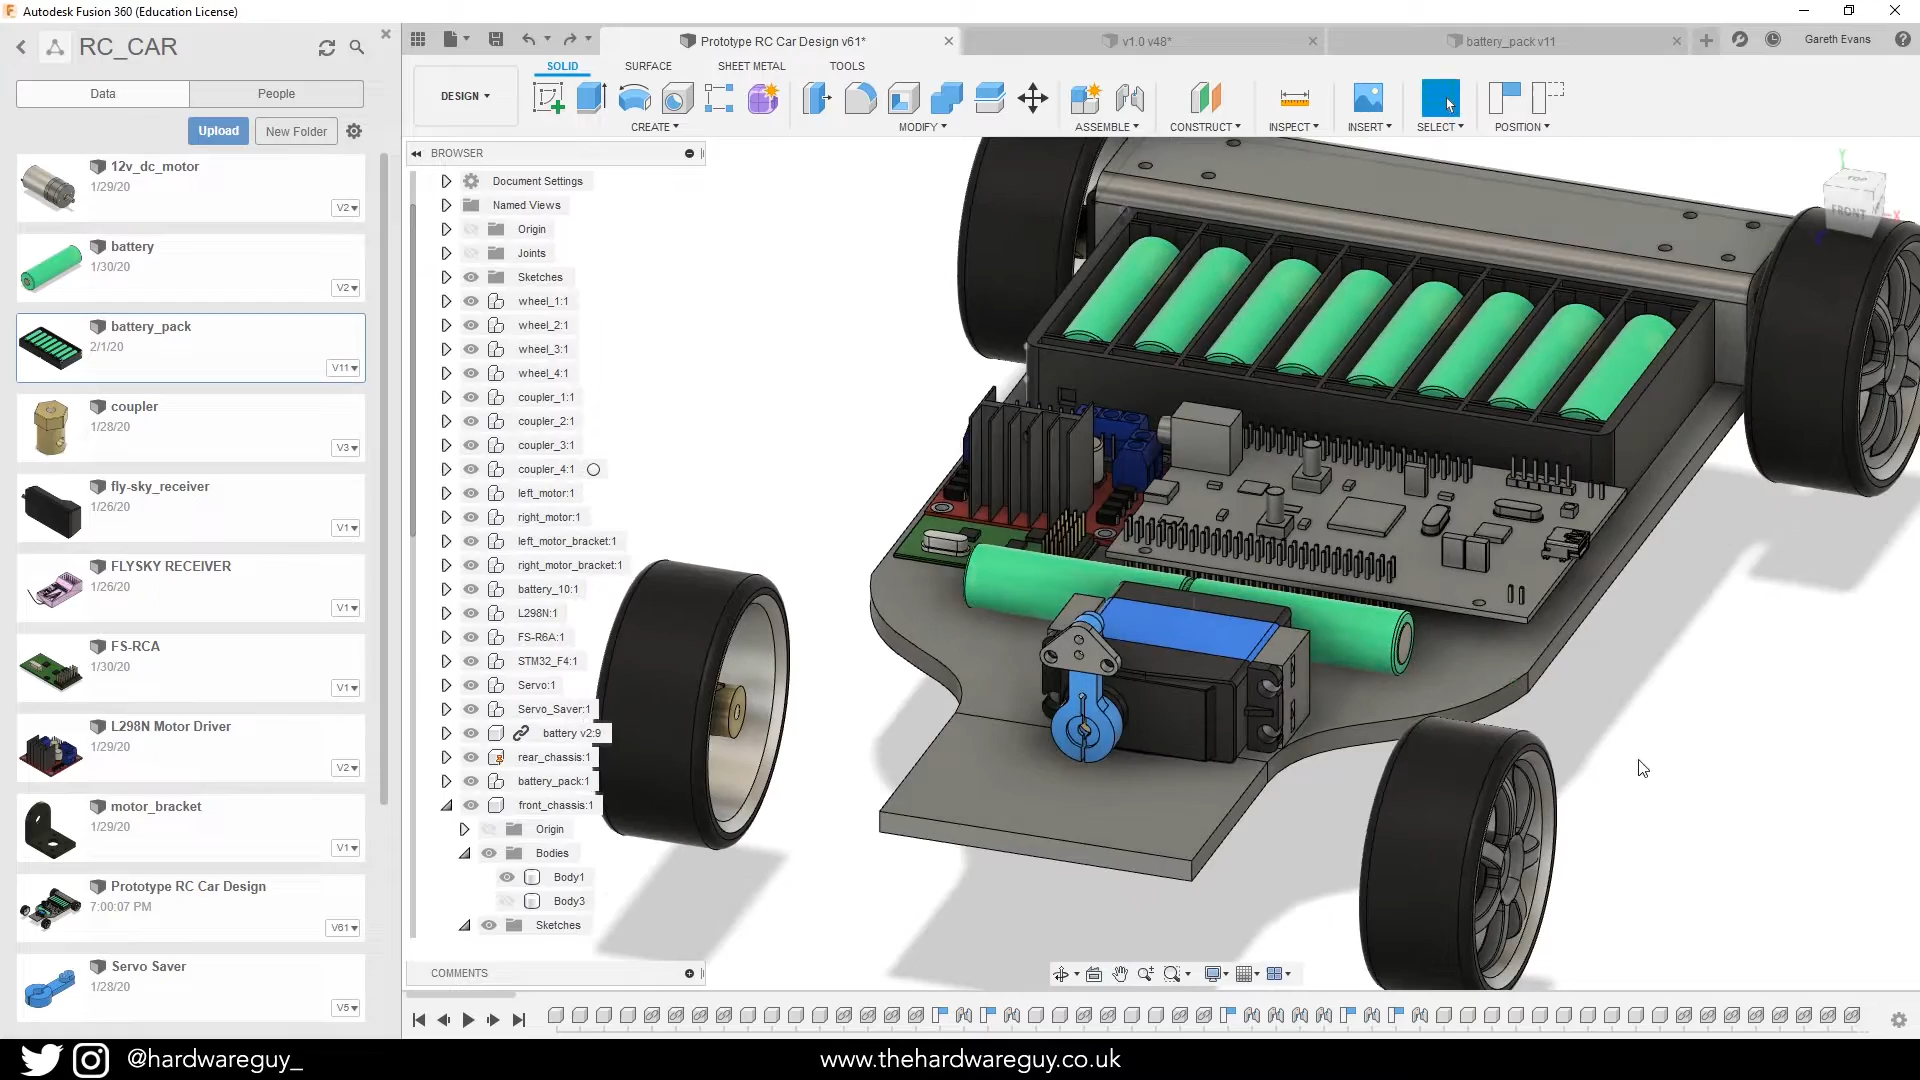 Autodesk Fusion 360 (Education License)
RC_CAR
Data
People
Upload
New Folder
12v_dc_motor
1/29/20
V2
battery
1/30/20
V2
battery_pack
2/1/20
V11
coupler
1/28/20
V3
fly-sky_receiver
1/26/20
V1
FLYSKY RECEIVER
1/26/20
V1
FS-RCA
1/30/20
V1
L298N Motor Driver
1/29/20
V2
motor_bracket
1/29/20
V1
Prototype RC Car Design
7:00:07 PM
V61
Servo Saver
1/28/20
V5
Prototype RC Car Design v61*
v1.0 v48*
battery_pack v11
Gareth Evans
DESIGN
SOLID
SURFACE
SHEET METAL
TOOLS
CREATE
MODIFY
ASSEMBLE
CONSTRUCT
INSPECT
INSERT
SELECT
POSITION
BROWSER
Document Settings
Named Views
Origin
Joints
Sketches
wheel_1:1
wheel_2:1
wheel_3:1
wheel_4:1
coupler_1:1
coupler_2:1
coupler_3:1
coupler_4:1
left_motor:1
right_motor:1
left_motor_bracket:1
right_motor_bracket:1
battery_10:1
L298N:1
FS-R6A:1
STM32_F4:1
Servo:1
Servo_Saver:1
battery v2:9
rear_chassis:1
battery_pack:1
front_chassis:1
Origin
Bodies
Body1
Body3
Sketches
COMMENTS
Y
TOP
FRONT
X
@hardwareguy_
www.thehardwareguy.co.uk